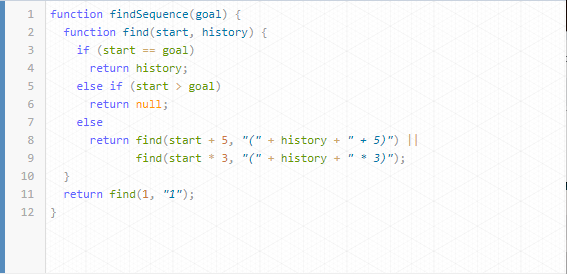 1 function findSequence(goal) {
2   function find(start, history) {
3     if (start == goal)
4       return history;
5     else if (start > goal)
6       return null;
7     else
8       return find(start + 5, "(" + history + " + 5)") ||
9              find(start * 3, "(" + history + " * 3)");
10   }
11   return find(1, "1");
12 }